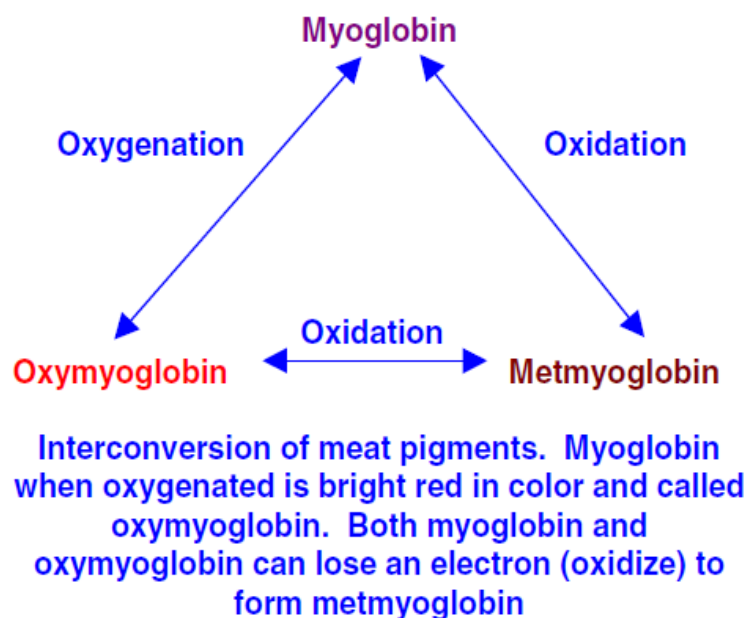 Myoglobin
Oxygenation
Oxidation
Oxidation
Oxymyoglobin
Metmyoglobin
Interconversion of meat pigments. Myoglobin
when oxygenated is bright red in color and called
oxymyoglobin. Both myoglobin and
oxymyoglobin can lose an electron (oxidize) to
form metmyoglobin